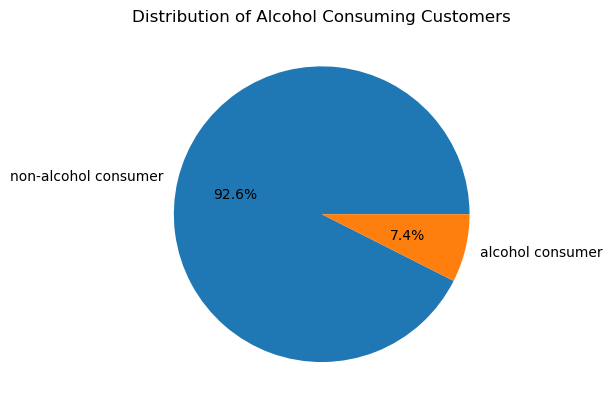 Distribution of Alcohol Consuming Customers
non-alcohol consumer
92.6%
7.4%
alcohol consumer